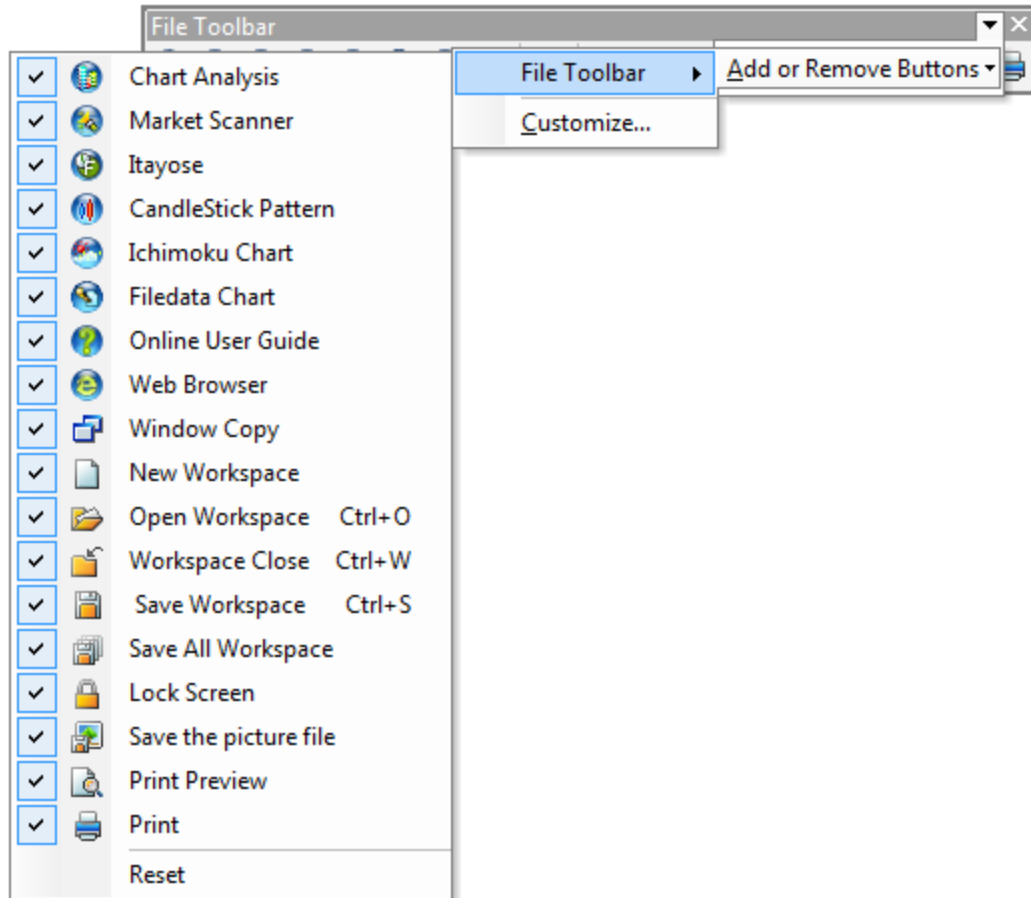 File Toolbar
File Toolbar
Add or Remove Buttons
Customize...
Chart Analysis
Market Scanner
Itayose
CandleStick Pattern
Ichimoku Chart
Filedata Chart
Online User Guide
Web Browser
Window Copy
New Workspace
Open Workspace Ctrl+O
Workspace Close Ctrl+W
Save Workspace Ctrl+S
Save All Workspace
Lock Screen
Save the picture file
Print Preview
Print
Reset